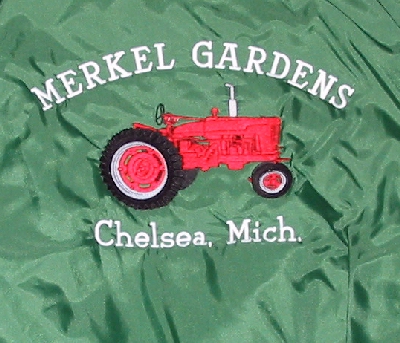 MERKEL GARDENS
Chelsea, Mich.